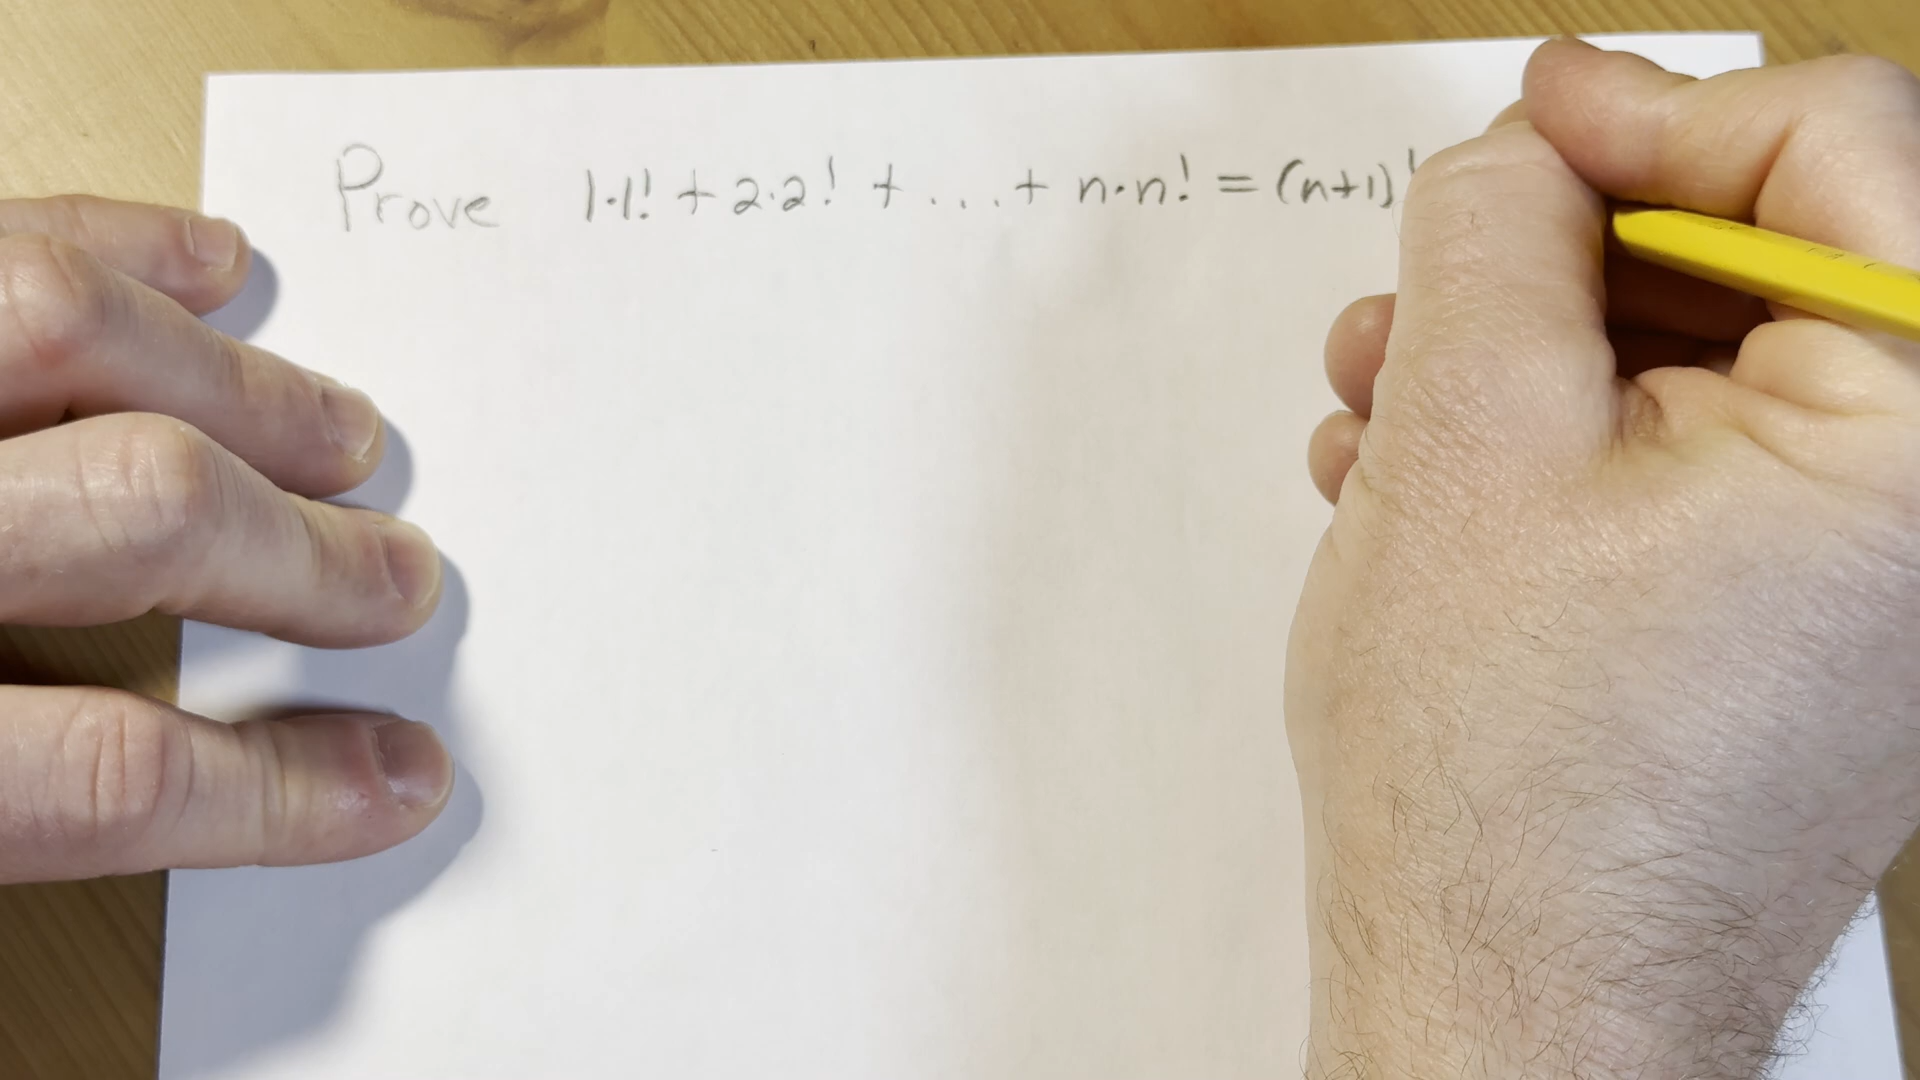 Prove 1·1! + 2·2! + ... + n·n! = (n+1)!